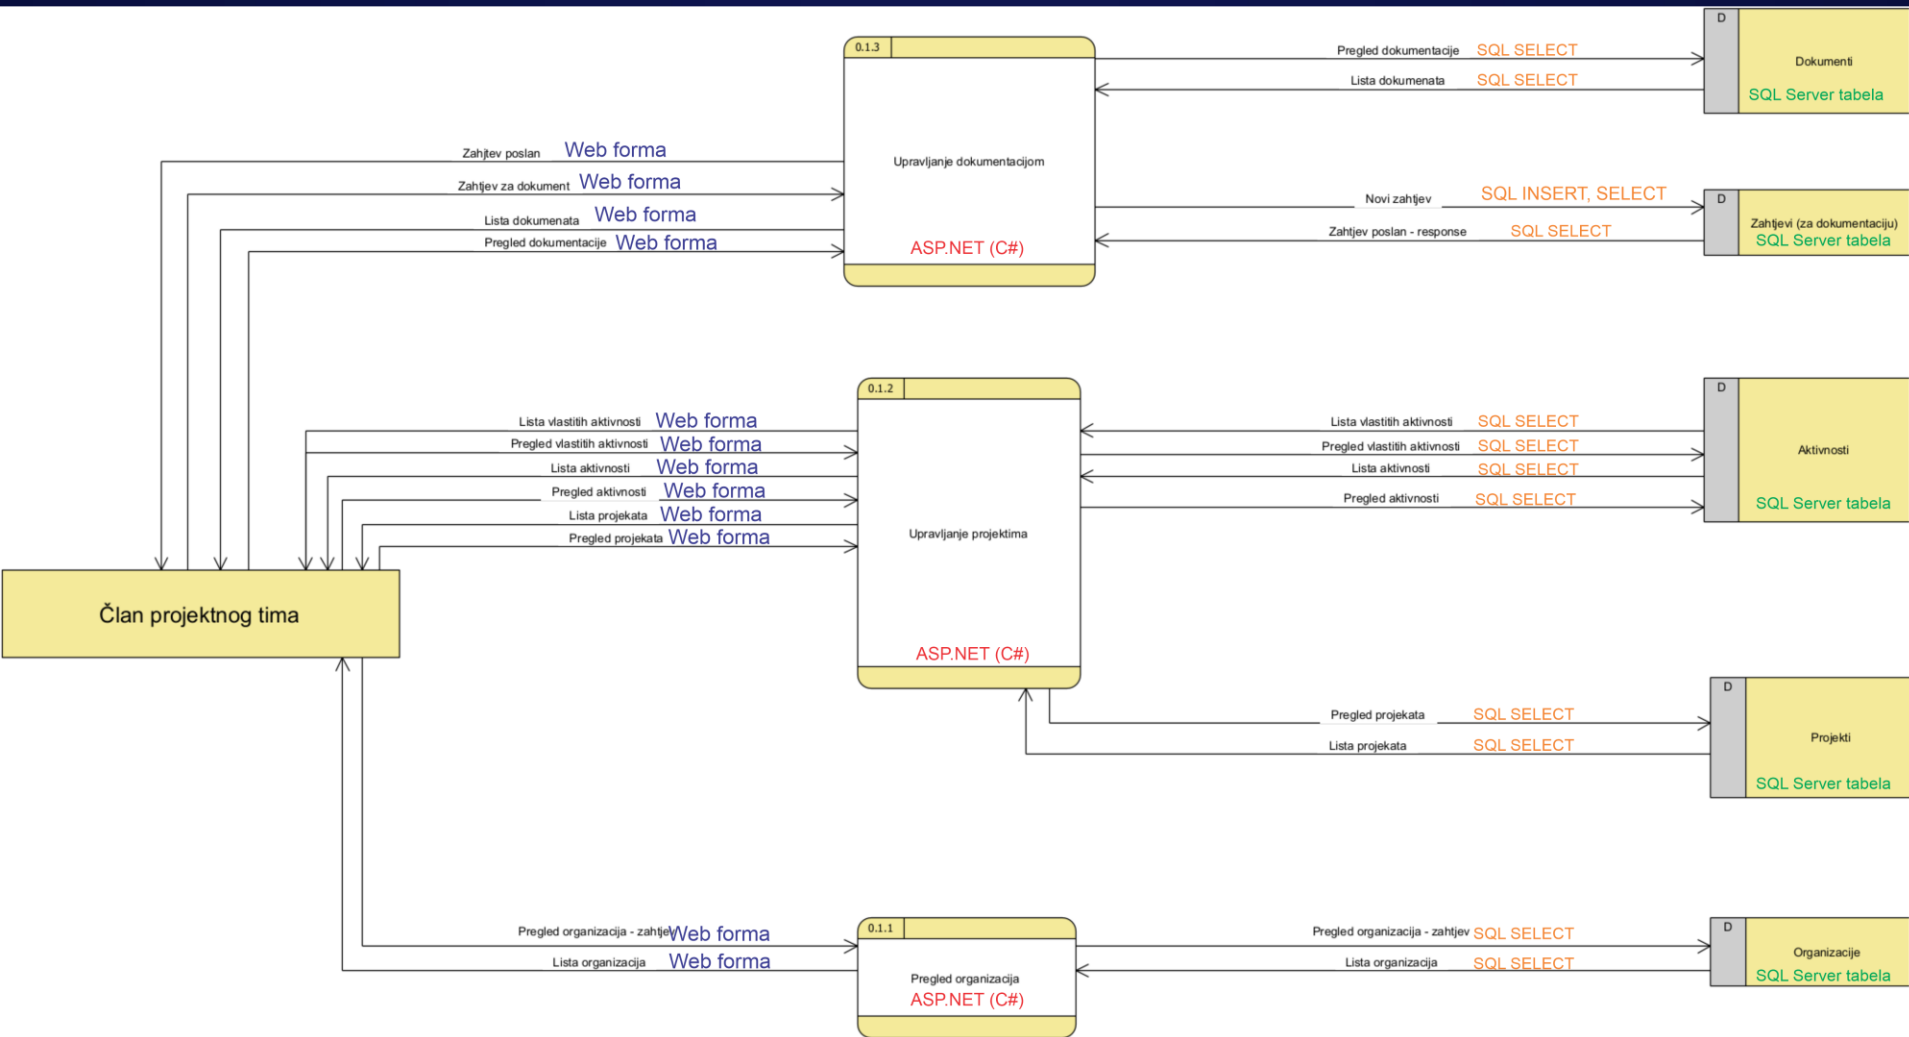 0.1.3
Upravljanje dokumentacijom
ASP.NET (C#)
Pregled dokumentacije SQL SELECT
Lista dokumenata SQL SELECT
D
Dokumenti
SQL Server tabela
Zahjtev poslan Web forma
Zahtjev za dokument Web forma
Lista dokumenata Web forma
Pregled dokumentacije Web forma
Novi zahtjev SQL INSERT, SELECT
Zahtjev poslan - response SQL SELECT
D
Zahtjevi (za dokumentaciju)
SQL Server tabela
0.1.2
Upravljanje projektima
ASP.NET (C#)
Lista vlastitih aktivnosti Web forma
Pregled vlastitih aktivnosti Web forma
Lista aktivnosti Web forma
Pregled aktivnosti Web forma
Lista projekata Web forma
Pregled projekata Web forma
Lista vlastitih aktivnosti SQL SELECT
Pregled vlastitih aktivnosti SQL SELECT
Lista aktivnosti SQL SELECT
Pregled aktivnosti SQL SELECT
D
Aktivnosti
SQL Server tabela
Član projektnog tima
Pregled projekata SQL SELECT
Lista projekata SQL SELECT
D
Projekti
SQL Server tabela
0.1.1
Pregled organizacija
ASP.NET (C#)
Pregled organizacija - zahtjev Web forma
Lista organizacija Web forma
Pregled organizacija - zahtjev SQL SELECT
Lista organizacija SQL SELECT
D
Organizacije
SQL Server tabela